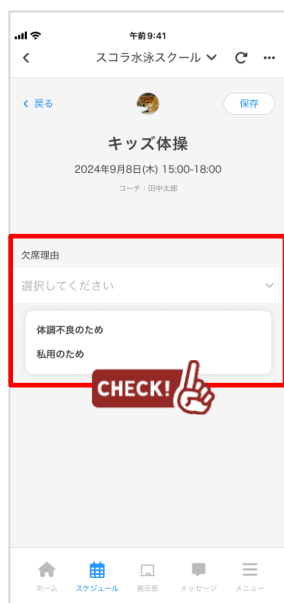 午前9:41
スコラ水泳スクール
戻る
保存
キッズ体操
2024年9月8日(木) 15:00-18:00
コーチ：田中太郎
欠席理由
選択してください
体調不良のため
私用のため
CHECK!
ホーム スケジュール 掲示板 メッセージ メニュー